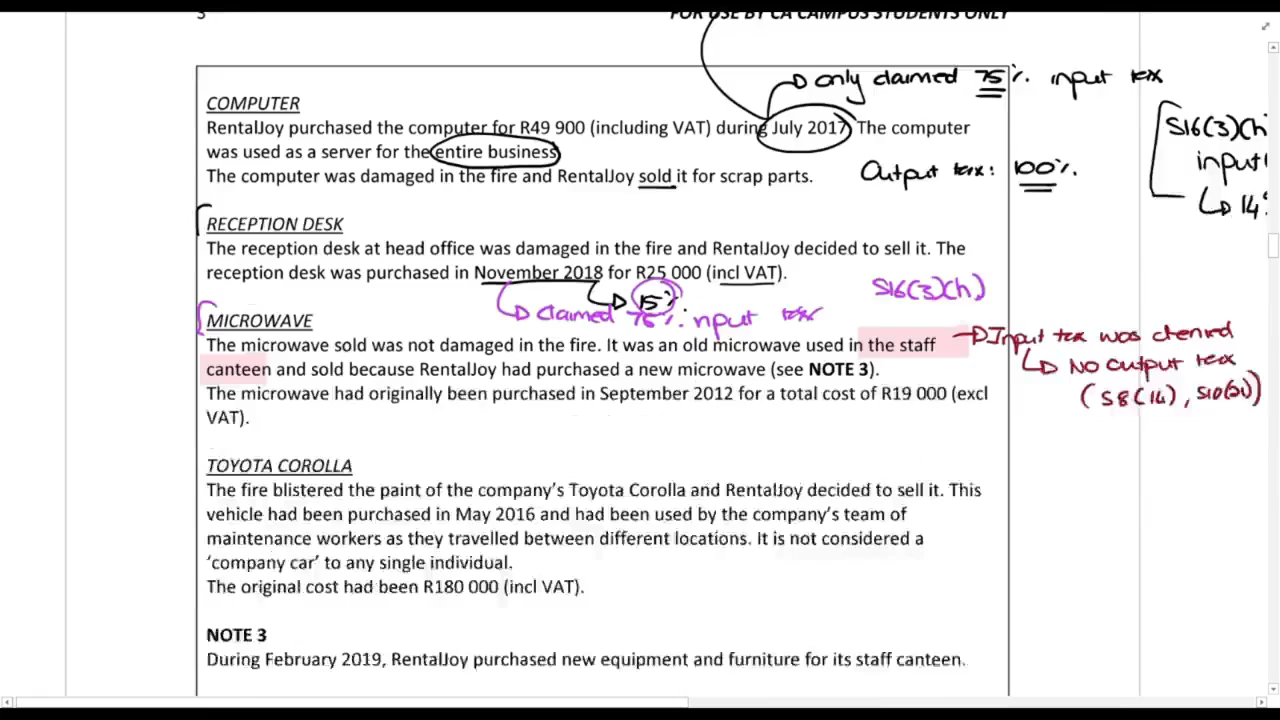 3 FOR USE BY CA CAMPUS STUDENTS ONLY
only claimed 75% input tax
COMPUTER
RentalJoy purchased the computer for R49 900 (including VAT) during July 2017. The computer
was used as a server for the entire business.
The computer was damaged in the fire and RentalJoy sold it for scrap parts.
Output tax: 100%.
S16(3)(h)
input
14%
RECEPTION DESK
The reception desk at head office was damaged in the fire and RentalJoy decided to sell it. The
reception desk was purchased in November 2018 for R25 000 (incl VAT).
15%
claimed 75% input tax
S16(3)(h)
MICROWAVE
The microwave sold was not damaged in the fire. It was an old microwave used in the staff
canteen and sold because RentalJoy had purchased a new microwave (see NOTE 3).
The microwave had originally been purchased in September 2012 for a total cost of R19 000 (excl
VAT).
Input tax was denied
No output tax
(S8(14), S10(24))
TOYOTA COROLLA
The fire blistered the paint of the company's Toyota Corolla and RentalJoy decided to sell it. This
vehicle had been purchased in May 2016 and had been used by the company's team of
maintenance workers as they travelled between different locations. It is not considered a
'company car' to any single individual.
The original cost had been R180 000 (incl VAT).
NOTE 3
During February 2019, RentalJoy purchased new equipment and furniture for its staff canteen.